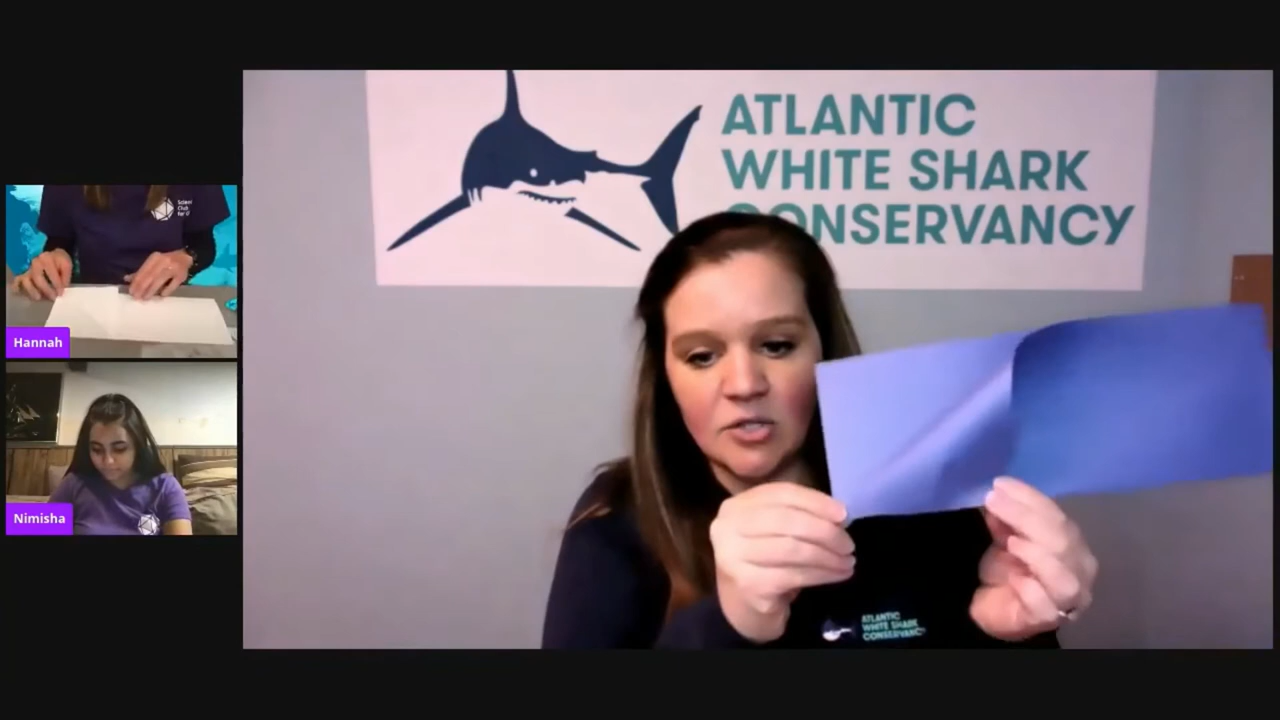 ATLANTIC
WHITE SHARK
CONSERVANCY
Hannah
Nimisha
ATLANTIC
WHITE SHARK
CONSERVANCY